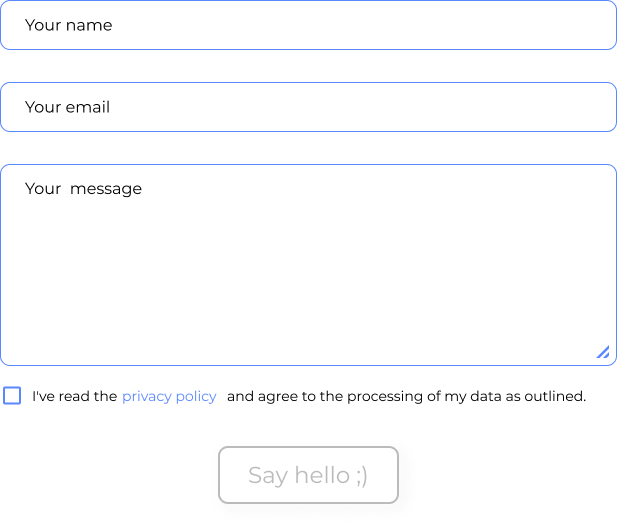 Your name
Your email
Your  message
I've read the privacy policy and agree to the processing of my data as outlined.
Say hello ;)